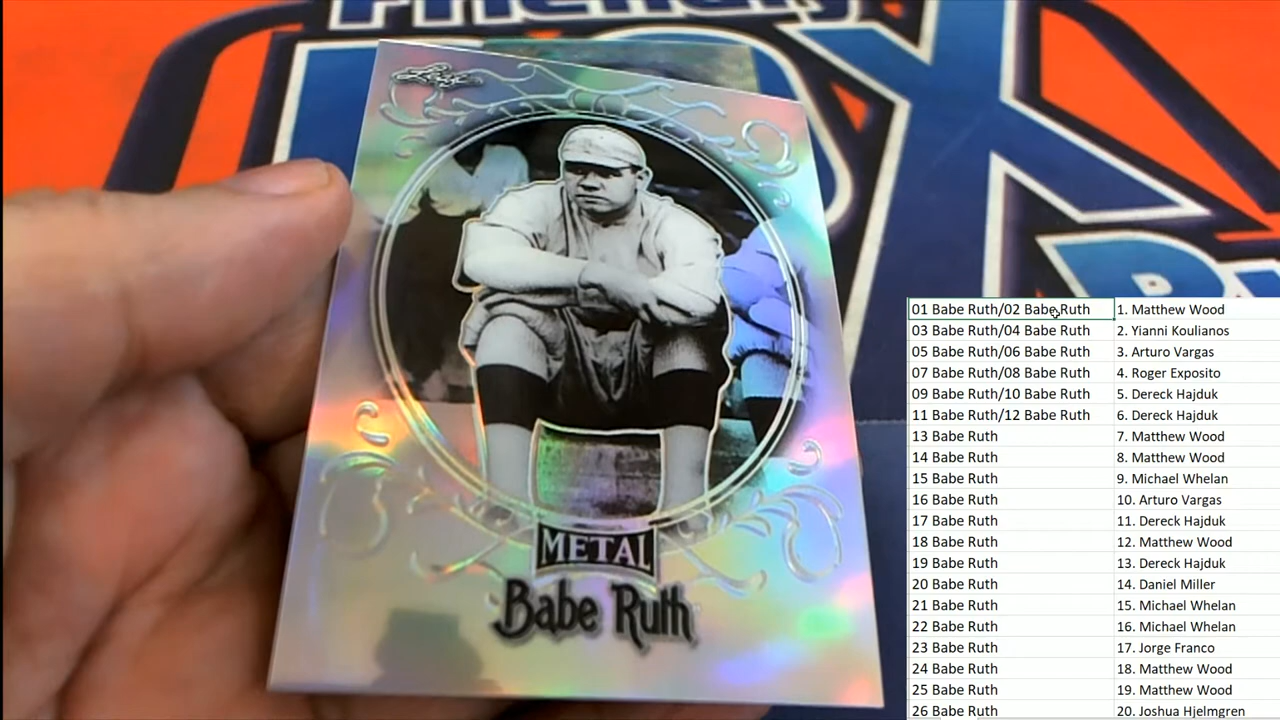 Friendly
BOX
Leaf
METAL
Babe Ruth
01 Babe Ruth/02 Babe Ruth 1. Matthew Wood
03 Babe Ruth/04 Babe Ruth 2. Yianni Koulianos
05 Babe Ruth/06 Babe Ruth 3. Arturo Vargas
07 Babe Ruth/08 Babe Ruth 4. Roger Exposito
09 Babe Ruth/10 Babe Ruth 5. Dereck Hajduk
11 Babe Ruth/12 Babe Ruth 6. Dereck Hajduk
13 Babe Ruth 7. Matthew Wood
14 Babe Ruth 8. Matthew Wood
15 Babe Ruth 9. Michael Whelan
16 Babe Ruth 10. Arturo Vargas
17 Babe Ruth 11. Dereck Hajduk
18 Babe Ruth 12. Matthew Wood
19 Babe Ruth 13. Dereck Hajduk
20 Babe Ruth 14. Daniel Miller
21 Babe Ruth 15. Michael Whelan
22 Babe Ruth 16. Michael Whelan
23 Babe Ruth 17. Jorge Franco
24 Babe Ruth 18. Matthew Wood
25 Babe Ruth 19. Matthew Wood
26 Babe Ruth 20. Joshua Hjelmgren